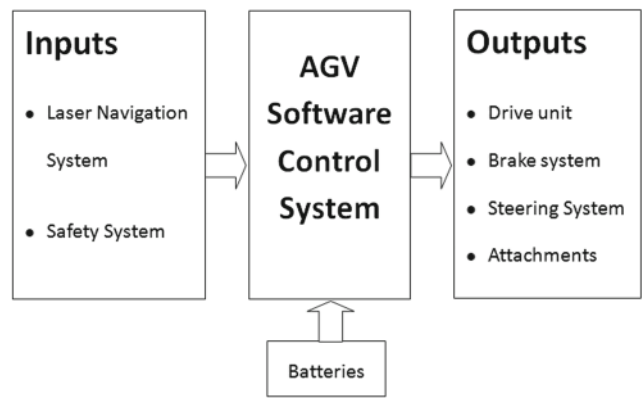 Inputs
• Laser Navigation
System
• Safety System
AGV
Software
Control
System
Outputs
• Drive unit
• Brake system
• Steering System
• Attachments
Batteries